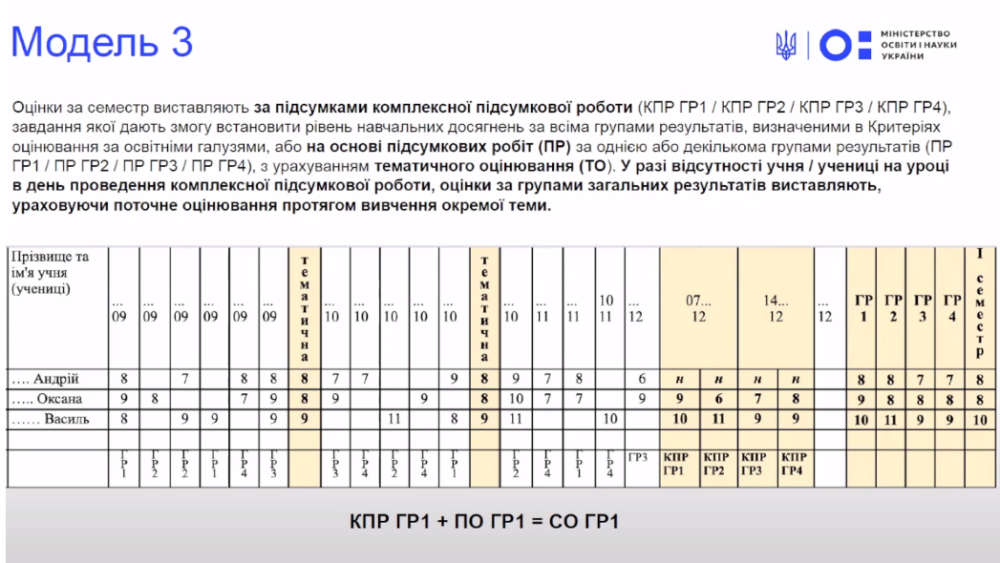 Модель 3
МІНІСТЕРСТВО
ОСВІТИ І НАУКИ
УКРАЇНИ
Оцінки за семестр виставляють за підсумками комплексної підсумкової роботи (КПР ГР1 / КПР ГР2 / КПР ГР3 / КПР ГР4),
завдання якої дають змогу встановити рівень навчальних досягнень за всіма групами результатів, визначеними в Критеріях
оцінювання за освітніми галузями, або на основі підсумкових робіт (ПР) за однією або декількома групами результатів (ПР
ГР1 / ПР ГР2 / ПР ГР3 / ПР ГР4), з урахуванням тематичного оцінювання (ТО). У разі відсутності учня / учениці на уроці
в день проведення комплексної підсумкової роботи, оцінки за групами загальних результатів виставляють,
ураховуючи поточне оцінювання протягом вивчення окремої теми.
Прізвище та ім'я учня (учениці) ... 09 ... 09 ... 09 ... 09 ... 09 ... 09 тематична ... 10 ... 10 ... 10 ... 10 ... 10 тематична ... 10 ... 11 ... 11 10 11 ... 12 07... 12 14... 12 ... 12 ГР 1 ГР 2 ГР 3 ГР 4 І семестр
.... Андрій 8 7 8 8 8 7 7 9 8 9 7 8 6 н н н н 8 8 7 7 8
..... Оксана 9 8 7 9 8 9 9 8 10 7 7 9 9 6 7 8 9 8 8 8 8
...... Василь 8 9 9 9 9 11 8 9 11 10 10 11 9 9 10 11 9 9 10
ГР1 ГР2 ГР2 ГР1 ГР4 ГР3 ГР3 ГР4 ГР2 ГР4 ГР1 ГР2 ГР4 ГР1 ГР4 ГР3 КПР ГР1 КПР ГР2 КПР ГР3 КПР ГР4
КПР ГР1 + ПО ГР1 = СО ГР1